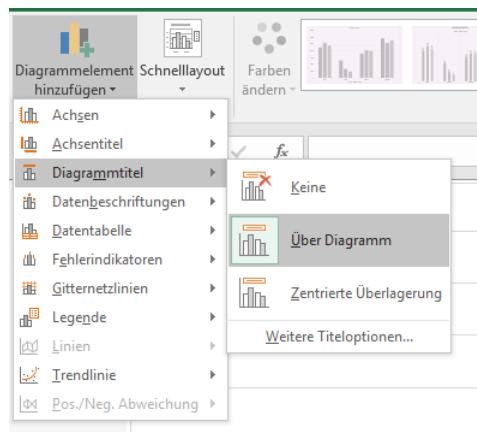 Diagrammelement
hinzufügen
Schnelllayout
Farben
ändern
Achsen
Achsentitel
Diagrammtitel
Datenbeschriftungen
Datentabelle
Fehlerindikatoren
Gitternetzlinien
Legende
Linien
Trendlinie
Pos./Neg. Abweichung
fx
Keine
Über Diagramm
Zentrierte Überlagerung
Weitere Titeloptionen...